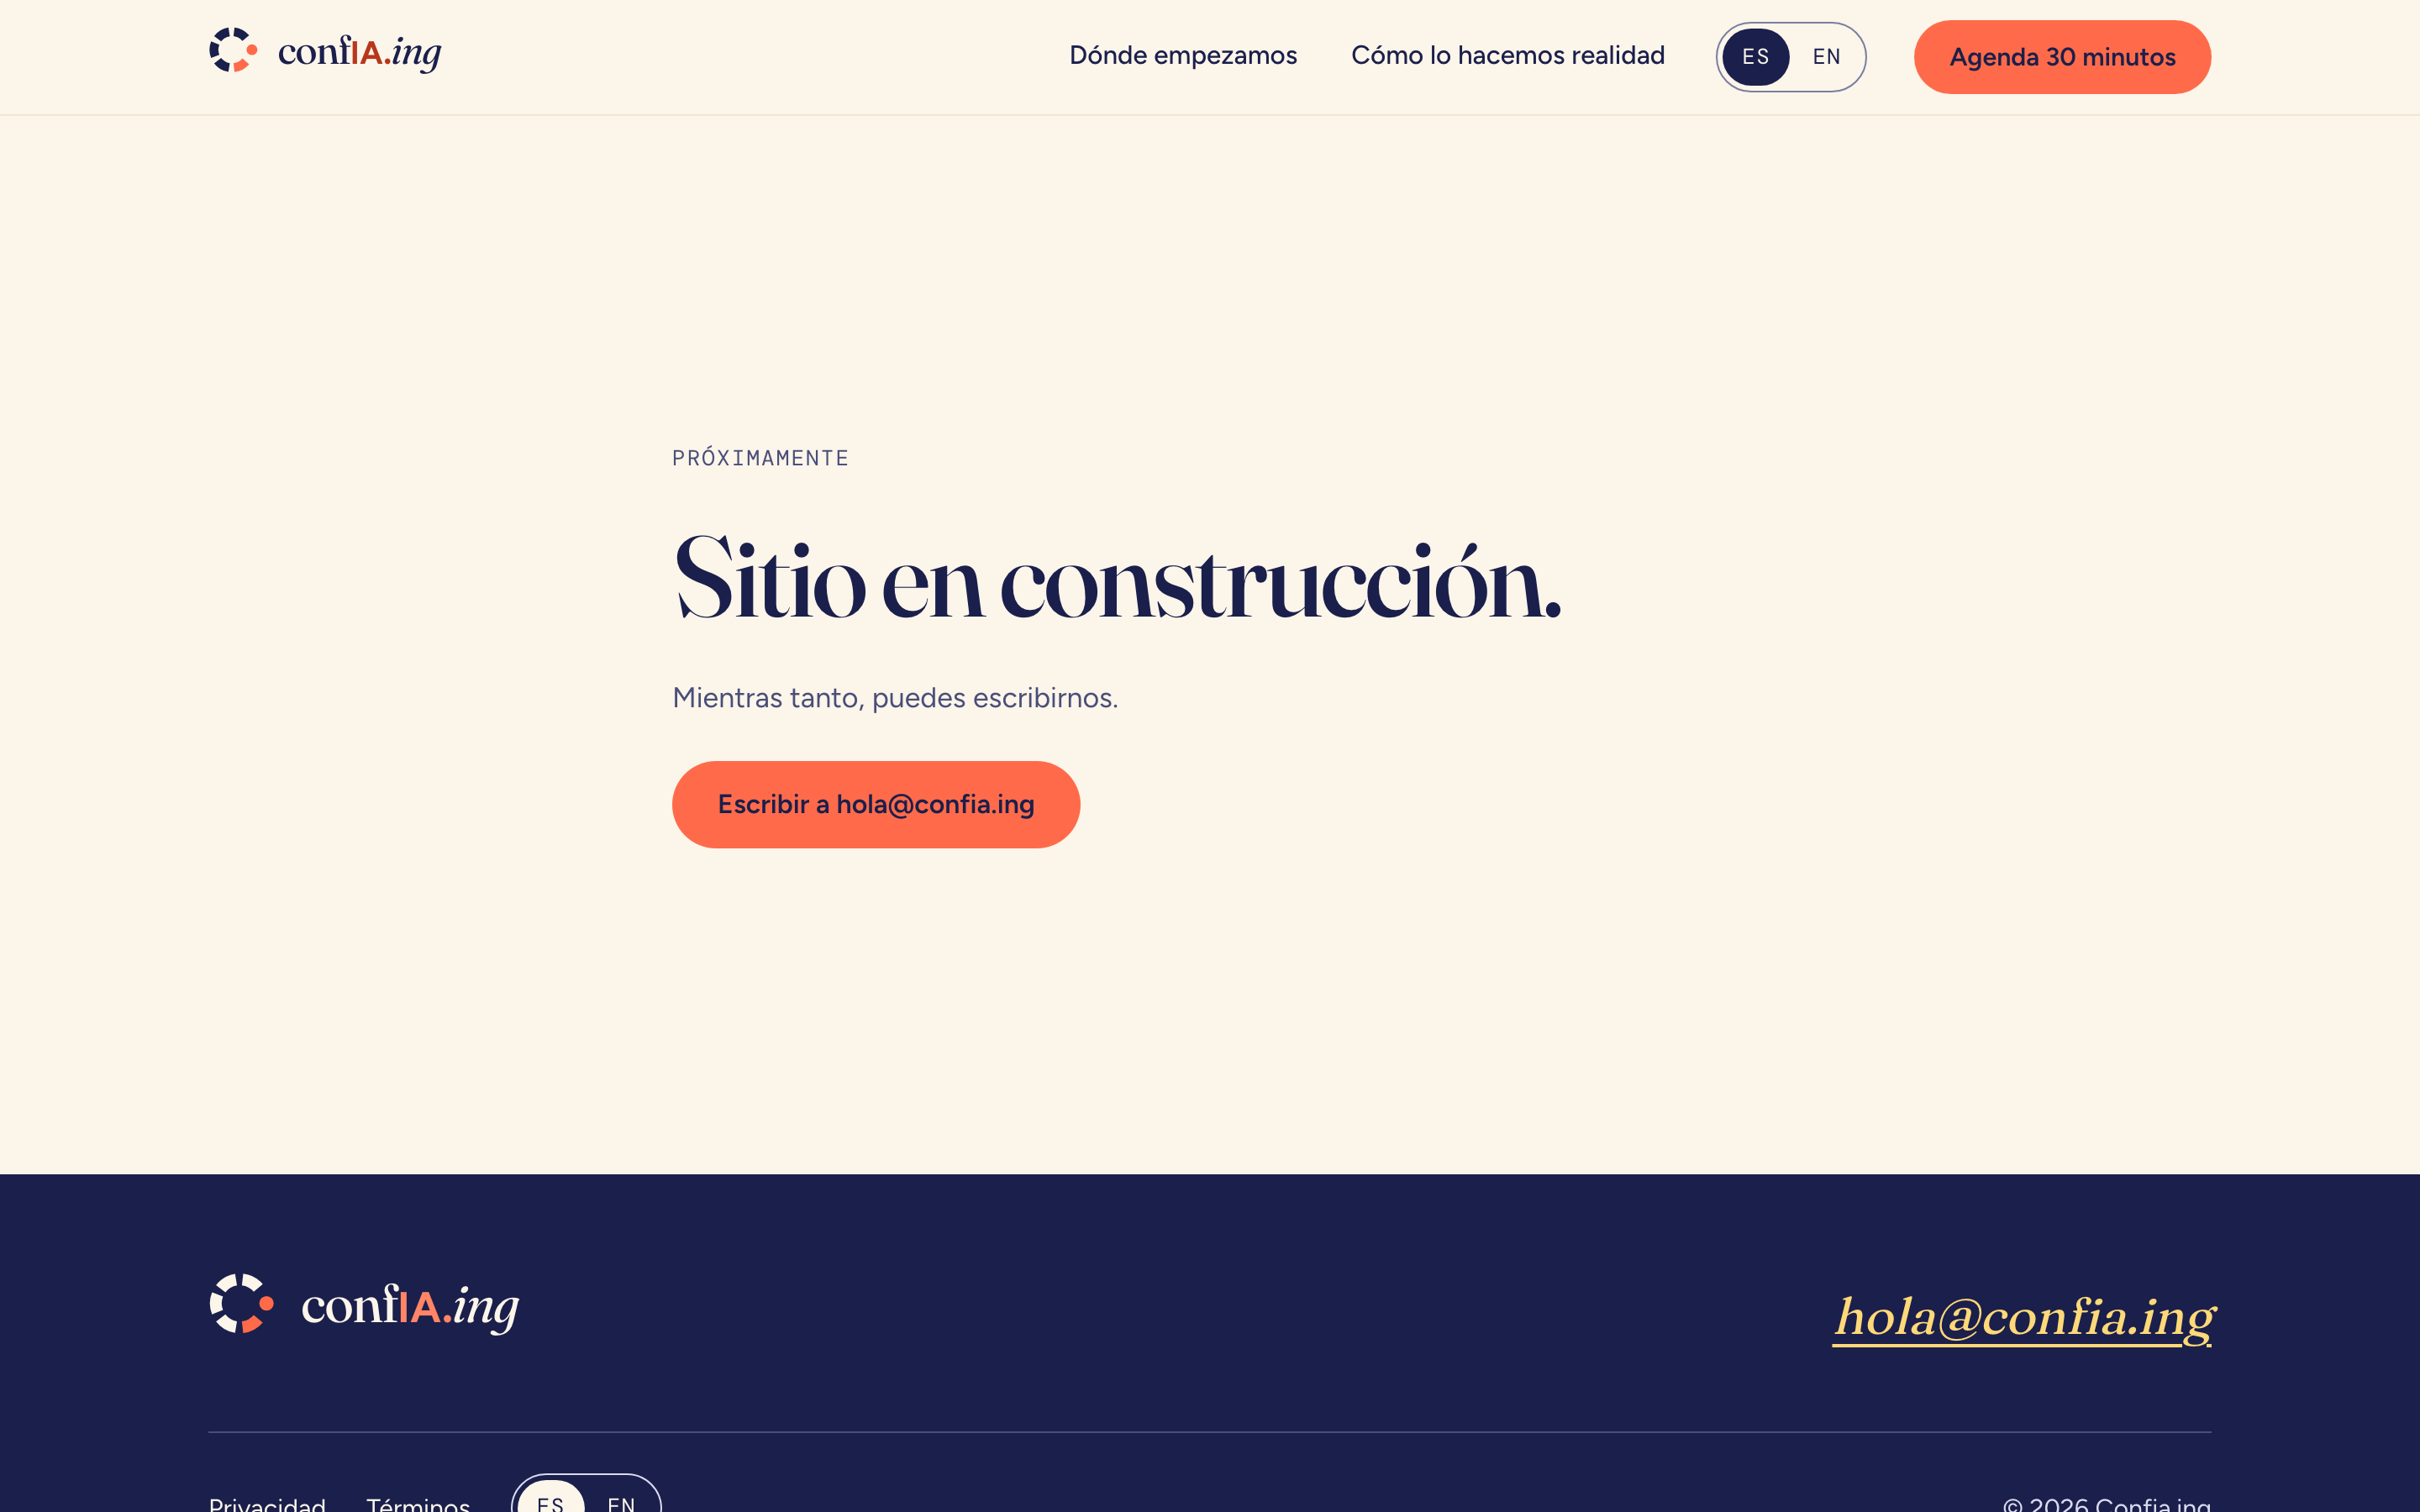 confIA.ing
Dónde empezamos
Cómo lo hacemos realidad
ES EN
Agenda 30 minutos
PRÓXIMAMENTE
Sitio en construcción.
Mientras tanto, puedes escribirnos.
Escribir a hola@confia.ing
confIA.ing
hola@confia.ing
Privacidad
Términos
ES EN
© 2026 Confia.ing